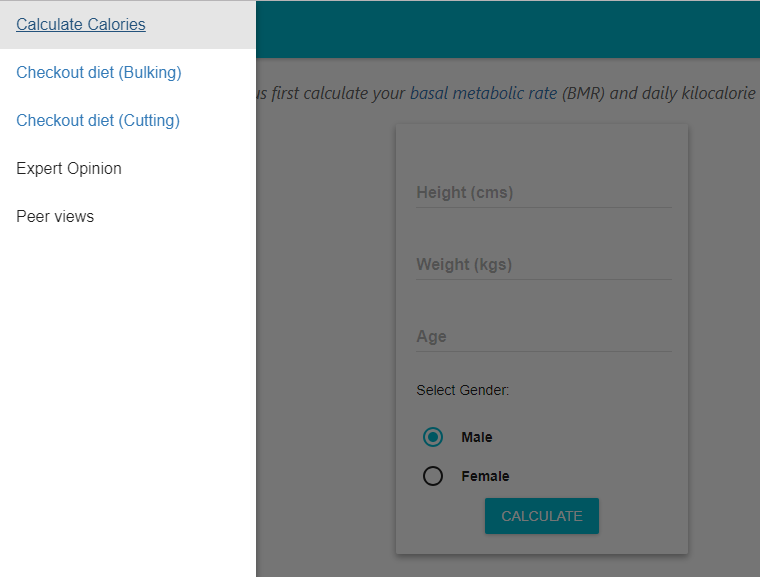 Calculate Calories
Checkout diet (Bulking)
Checkout diet (Cutting)
Expert Opinion
Peer views
first calculate your basal metabolic rate (BMR) and daily kilocalorie
Height (cms)
Weight (kgs)
Age
Select Gender:
Male
Female
CALCULATE